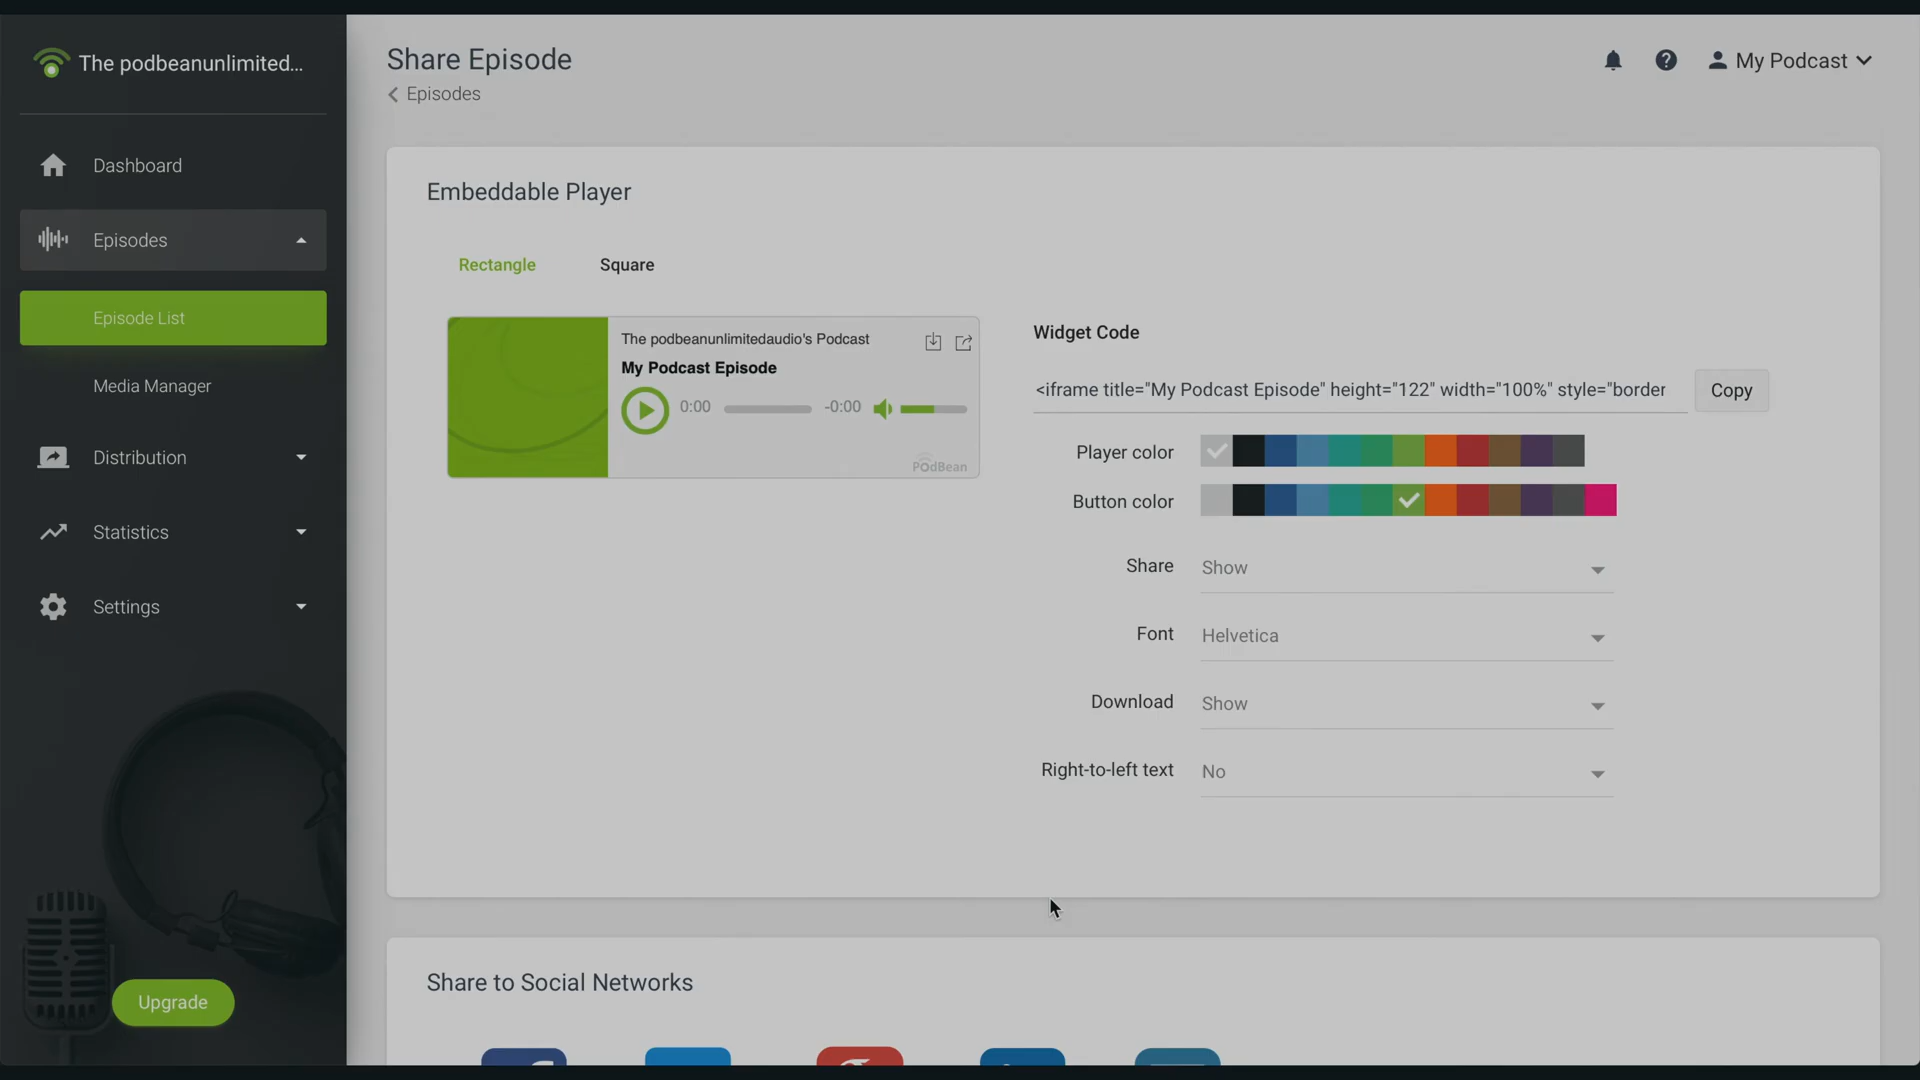 The podbeanunlimited...
Dashboard
Episodes
Episode List
Media Manager
Distribution
Statistics
Settings
Upgrade
Share Episode
Episodes
My Podcast
Embeddable Player
Rectangle
Square
The podbeanunlimitedaudio's Podcast
My Podcast Episode
0:00
-0:00
PodBean
Widget Code
<iframe title="My Podcast Episode" height="122" width="100%" style="border
Copy
Player color
Button color
Share
Show
Font
Helvetica
Download
Show
Right-to-left text
No
Share to Social Networks